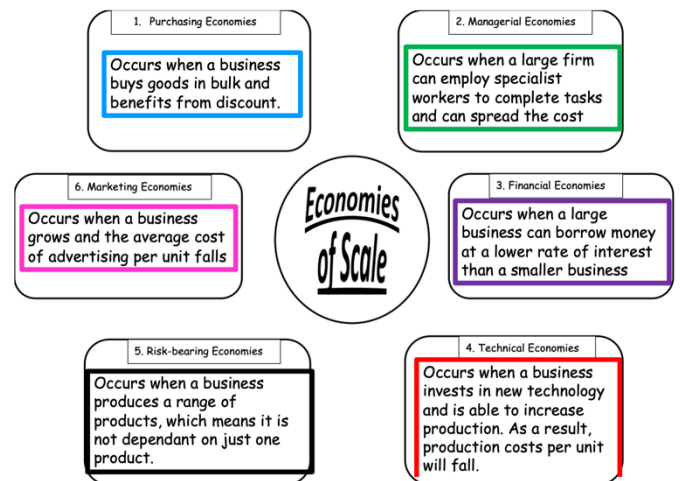 1. Purchasing Economies
Occurs when a business
buys goods in bulk and
benefits from discount.
2. Managerial Economies
Occurs when a large firm
can employ specialist
workers to complete tasks
and can spread the cost
6. Marketing Economies
Occurs when a business
grows and the average cost
of advertising per unit falls
Economies
of Scale
3. Financial Economies
Occurs when a large
business can borrow money
at a lower rate of interest
than a smaller business
5. Risk-bearing Economies
Occurs when a business
produces a range of
products, which means it is
not dependant on just one
product.
4. Technical Economies
Occurs when a business
invests in new technology
and is able to increase
production. As a result,
production costs per unit
will fall.